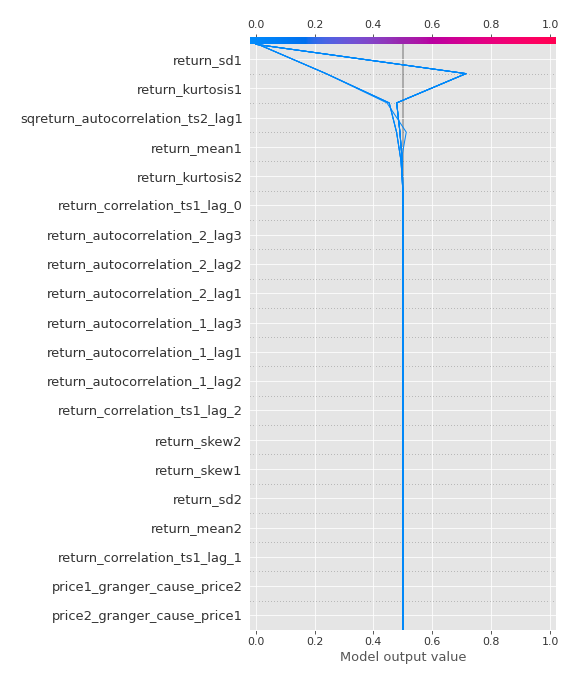 0.0 0.2 0.4 0.6 0.8 1.0
return_sd1
return_kurtosis1
sqreturn_autocorrelation_ts2_lag1
return_mean1
return_kurtosis2
return_correlation_ts1_lag_0
return_autocorrelation_2_lag3
return_autocorrelation_2_lag2
return_autocorrelation_2_lag1
return_autocorrelation_1_lag3
return_autocorrelation_1_lag1
return_autocorrelation_1_lag2
return_correlation_ts1_lag_2
return_skew2
return_skew1
return_sd2
return_mean2
return_correlation_ts1_lag_1
price1_granger_cause_price2
price2_granger_cause_price1
0.0 0.2 0.4 0.6 0.8 1.0
Model output value